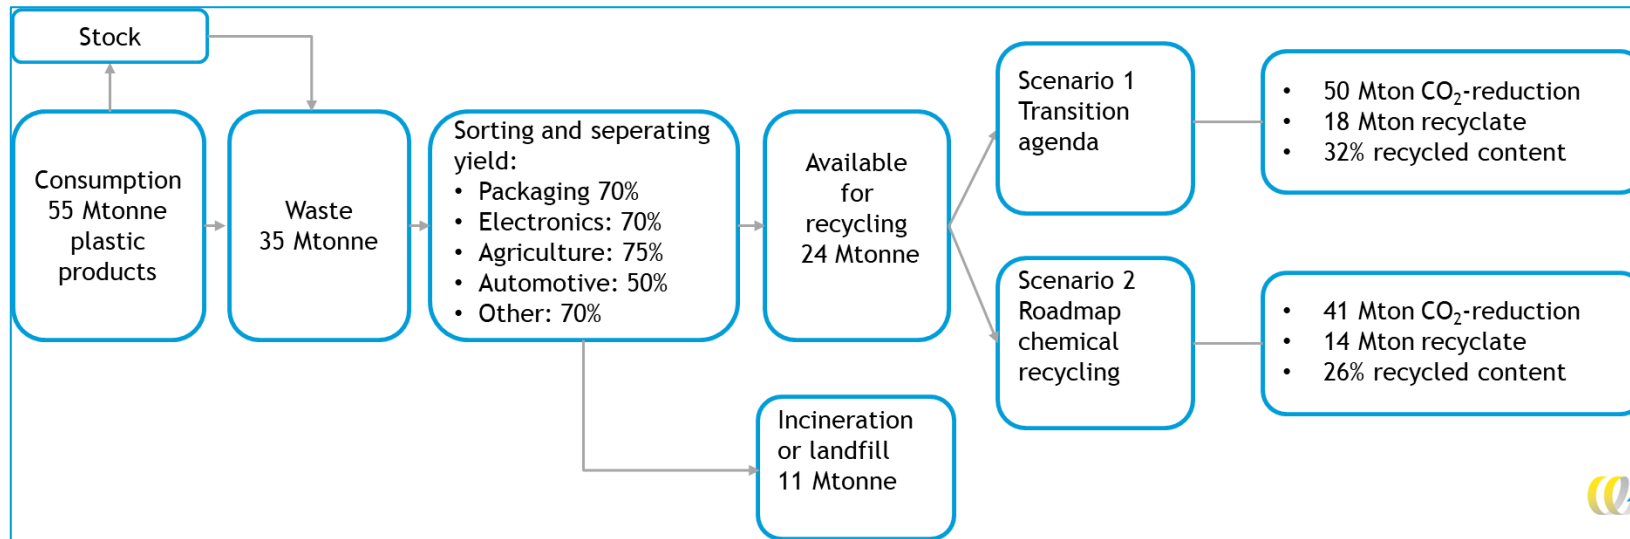 Stock
Consumption
55 Mtonne
plastic
products
Waste
35 Mtonne
Sorting and seperating
yield:
• Packaging 70%
• Electronics: 70%
• Agriculture: 75%
• Automotive: 50%
• Other: 70%
Available
for
recycling
24 Mtonne
Incineration
or landfill
11 Mtonne
Scenario 1
Transition
agenda
• 50 Mton CO₂-reduction
• 18 Mton recyclate
• 32% recycled content
Scenario 2
Roadmap
chemical
recycling
• 41 Mton CO₂-reduction
• 14 Mton recyclate
• 26% recycled content